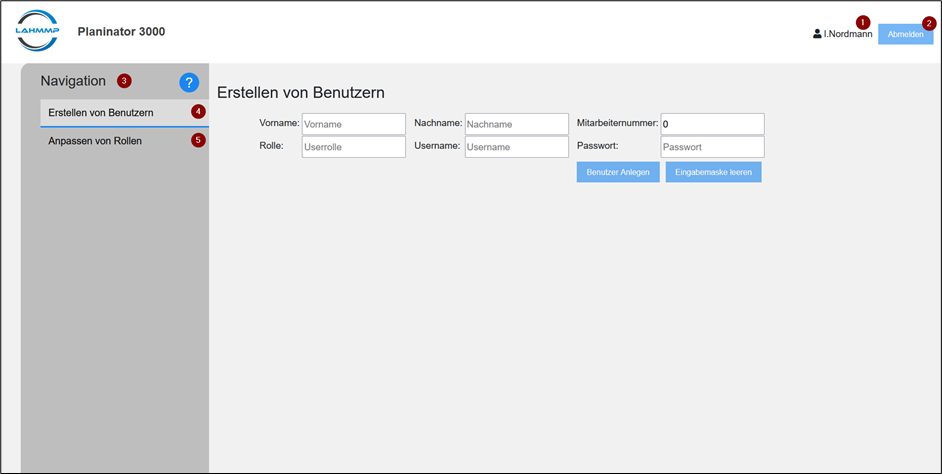 LAHMMP
Planinator 3000
1
I.Nordmann
2
Abmelden
Navigation 3 ?
Erstellen von Benutzern 4
Anpassen von Rollen 5
Erstellen von Benutzern
Vorname: Vorname Nachname: Nachname Mitarbeiternummer: 0
Rolle: Userrolle Username: Username Passwort: Passwort
Benutzer Anlegen Eingabemaske leeren